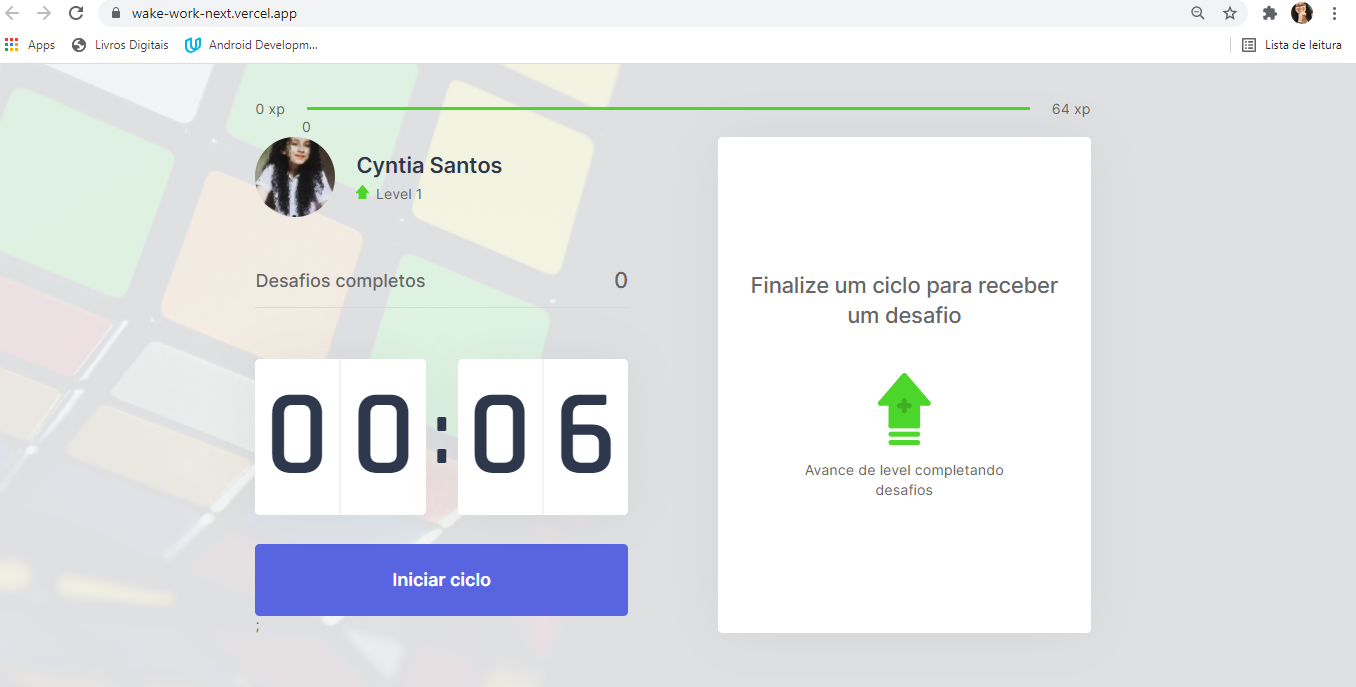 wake-work-next.vercel.app
Apps Livros Digitais Android Developm... Lista de leitura
0 xp 64 xp
0
Cyntia Santos
Level 1
Desafios completos 0
00:06
Iniciar ciclo
;
Finalize um ciclo para receber
um desafio
Avance de level completando
desafios